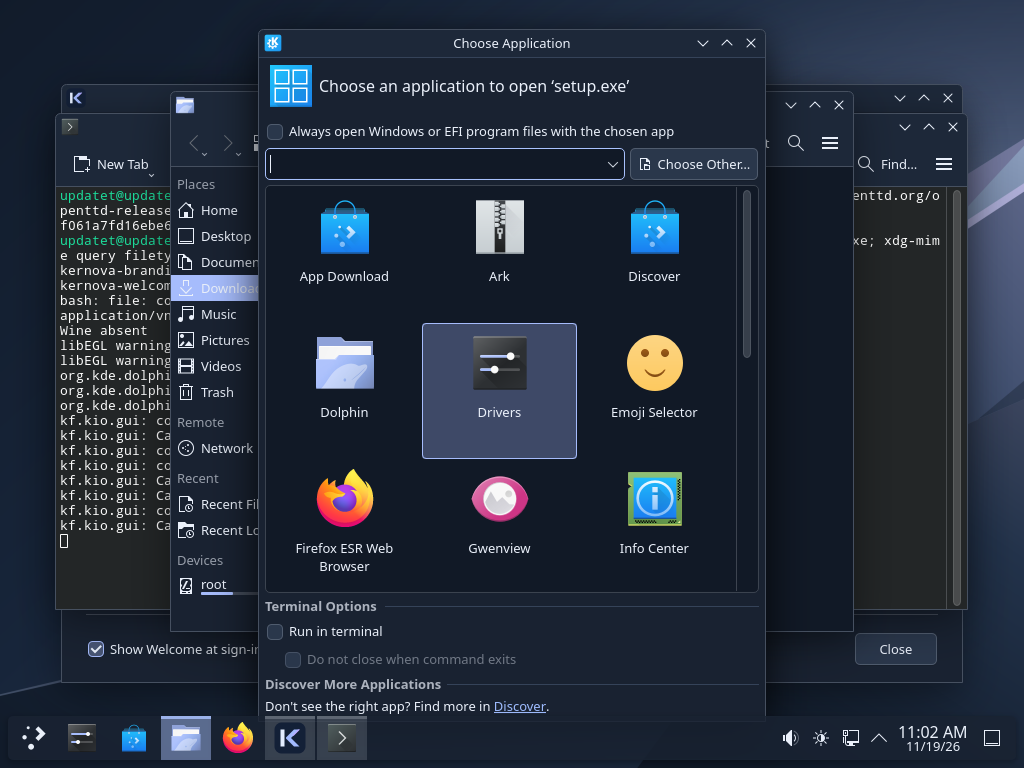 Choose Application
Choose an application to open ‘setup.exe’
Always open Windows or EFI program files with the chosen app
Choose Other...
App Download
Ark
Discover
Dolphin
Drivers
Emoji Selector
Firefox ESR Web
Browser
Gwenview
Info Center
Terminal Options
Run in terminal
Do not close when command exits
Discover More Applications
Don't see the right app? Find more in Discover.
Places
Home
Desktop
Music
Pictures
Videos
Trash
Remote
Network
Recent
Recent
Recent
Devices
root
New Tab
Find...
updatet@update
penttd-release
f061a7fd16ebe6
updatet@update
e query filety
kernova-brandi
kernova-welcom
bash: file: co
application/vn
Wine absent
libEGL warning
libEGL warning
org.kde.dolphi
org.kde.dolphi
org.kde.dolphi
kf.kio.gui: co
kf.kio.gui: Ca
kf.kio.gui: co
kf.kio.gui: co
kf.kio.gui: Ca
kf.kio.gui: Ca
kf.kio.gui: co
kf.kio.gui: Ca
enttd.org/o
xe; xdg-mim
Show Welcome at sign-in
Close
11:02 AM
11/19/26